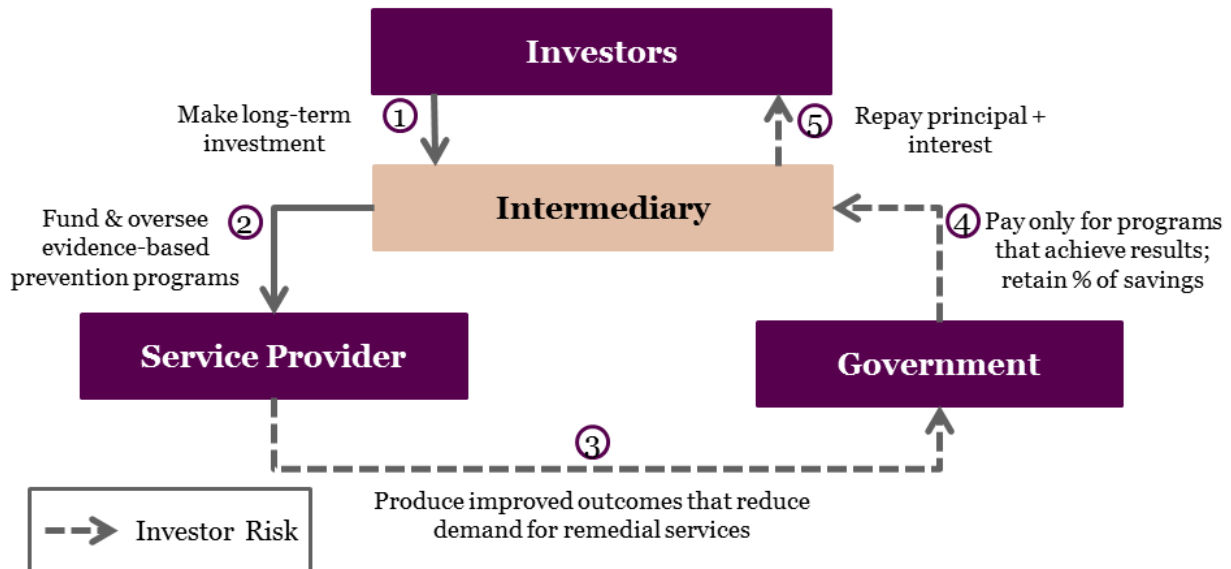 Investors
Make long-term
investment
1
5
Repay principal +
interest
Intermediary
Fund & oversee
evidence-based
prevention programs
2
4
Pay only for programs
that achieve results;
retain % of savings
Service Provider
Government
3
Produce improved outcomes that reduce
demand for remedial services
Investor Risk